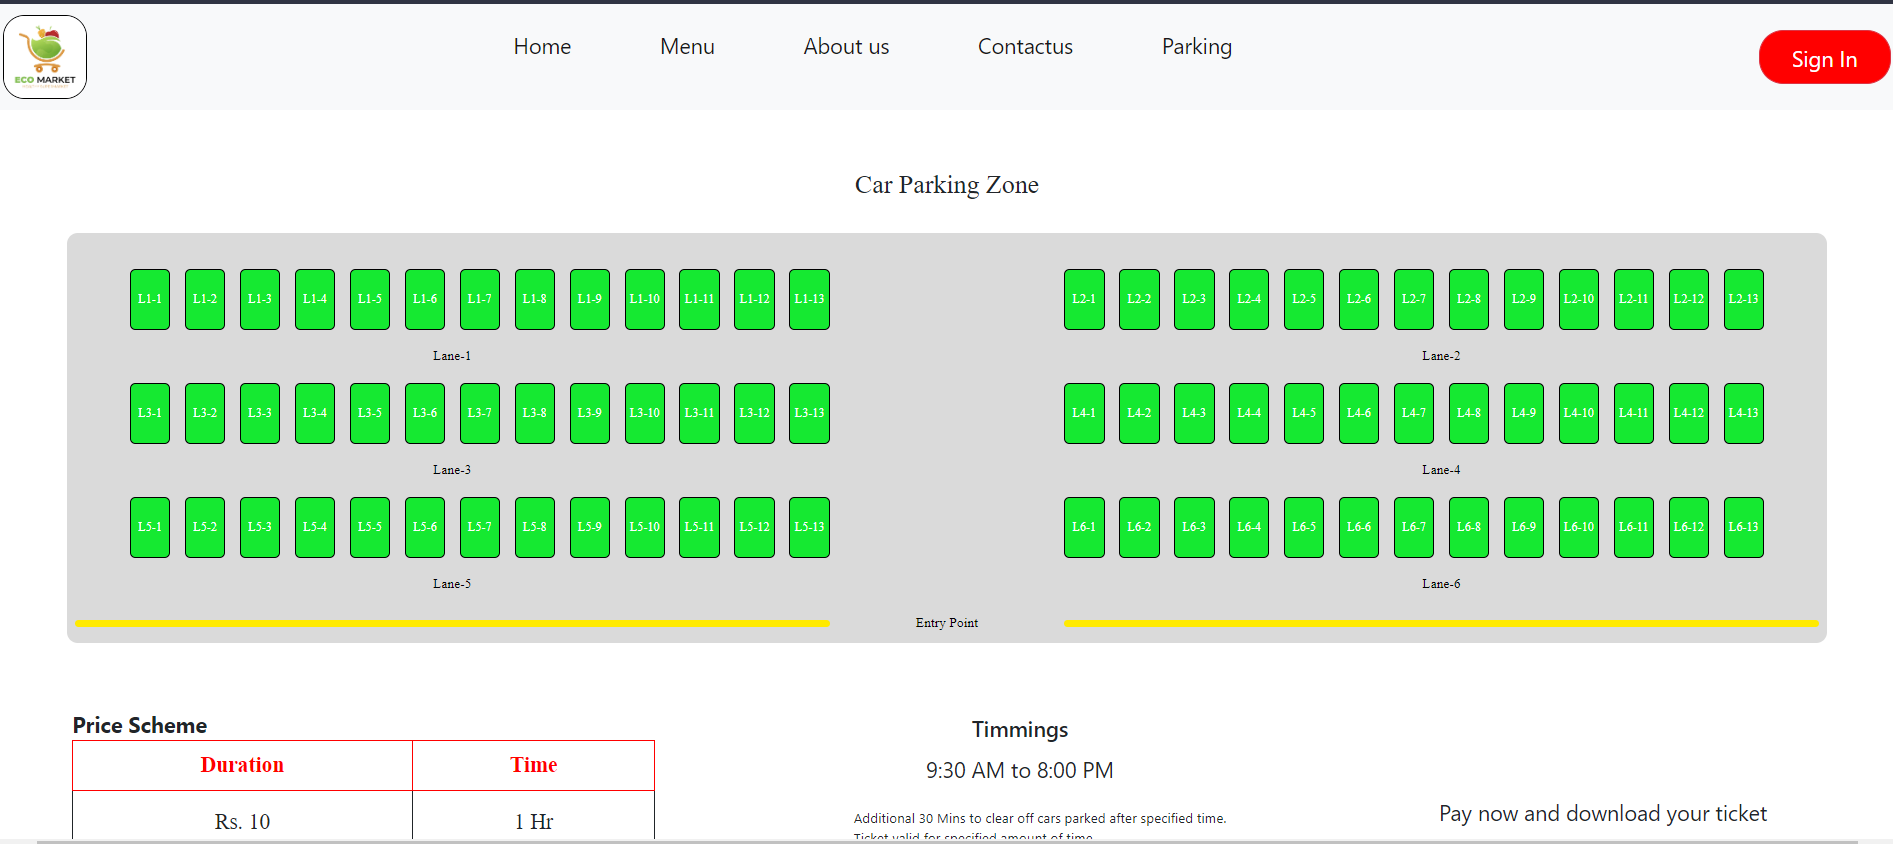 ECO MARKET
Home Menu About us Contactus Parking
Sign In
Car Parking Zone
L1-1 L1-2 L1-3 L1-4 L1-5 L1-6 L1-7 L1-8 L1-9 L1-10 L1-11 L1-12 L1-13
L2-1 L2-2 L2-3 L2-4 L2-5 L2-6 L2-7 L2-8 L2-9 L2-10 L2-11 L2-12 L2-13
Lane-1
Lane-2
L3-1 L3-2 L3-3 L3-4 L3-5 L3-6 L3-7 L3-8 L3-9 L3-10 L3-11 L3-12 L3-13
L4-1 L4-2 L4-3 L4-4 L4-5 L4-6 L4-7 L4-8 L4-9 L4-10 L4-11 L4-12 L4-13
Lane-3
Lane-4
L5-1 L5-2 L5-3 L5-4 L5-5 L5-6 L5-7 L5-8 L5-9 L5-10 L5-11 L5-12 L5-13
L6-1 L6-2 L6-3 L6-4 L6-5 L6-6 L6-7 L6-8 L6-9 L6-10 L6-11 L6-12 L6-13
Lane-5
Lane-6
Entry Point
Price Scheme
Duration Time
Rs. 10 1 Hr
Timmings
9:30 AM to 8:00 PM
Additional 30 Mins to clear off cars parked after specified time.
Ticket valid for specified amount of time
Pay now and download your ticket